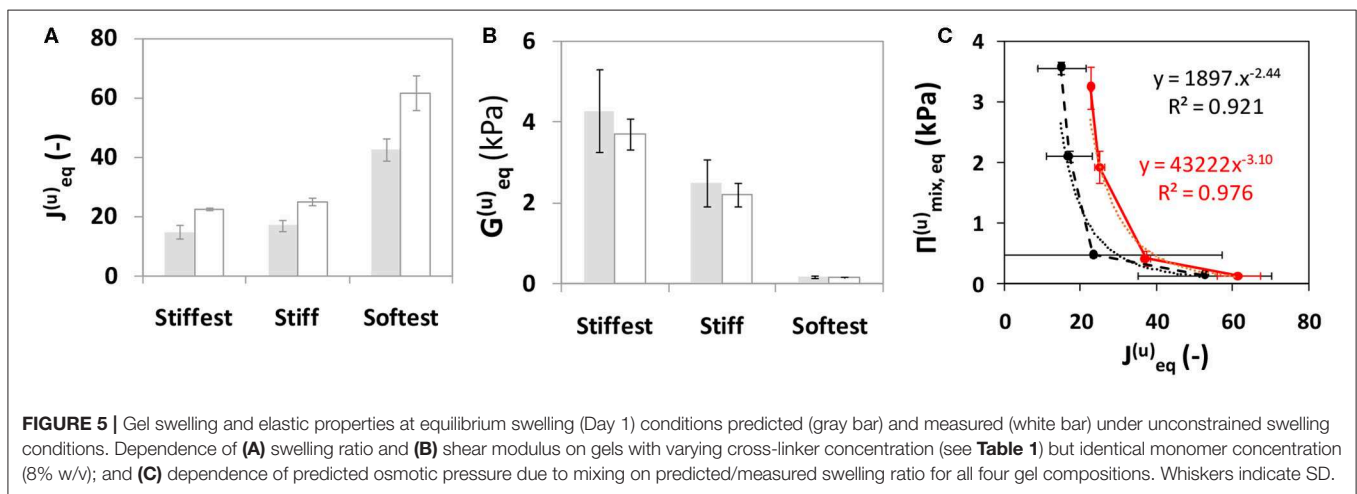 A
80
60
40
20
0
J(u)eq (-)
Stiffest Stiff Softest
B
6
4
2
0
G(u)eq (kPa)
Stiffest Stiff Softest
C
4
3
2
1
0
Π(u)mix, eq (kPa)
y = 1897.x-2.44
R² = 0.921
y = 43222x-3.10
R² = 0.976
0 20 40 60 80
J(u)eq (-)
FIGURE 5 | Gel swelling and elastic properties at equilibrium swelling (Day 1) conditions predicted (gray bar) and measured (white bar) under unconstrained swelling
conditions. Dependence of (A) swelling ratio and (B) shear modulus on gels with varying cross-linker concentration (see Table 1) but identical monomer concentration
(8% w/v); and (C) dependence of predicted osmotic pressure due to mixing on predicted/measured swelling ratio for all four gel compositions. Whiskers indicate SD.